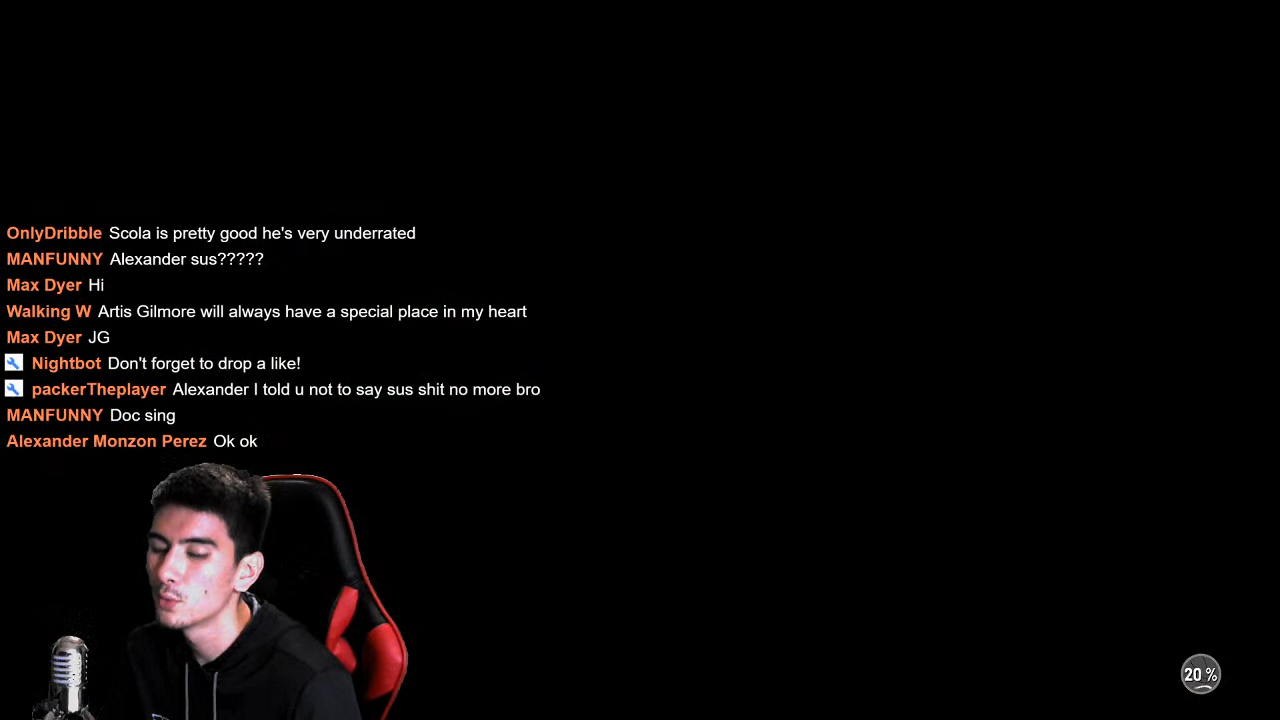 OnlyDribble Scola is pretty good he's very underrated
MANFUNNY Alexander sus?????
Max Dyer Hi
Walking W Artis Gilmore will always have a special place in my heart
Max Dyer JG
Nightbot Don't forget to drop a like!
packerTheplayer Alexander I told u not to say sus shit no more bro
MANFUNNY Doc sing
Alexander Monzon Perez Ok ok
20 %